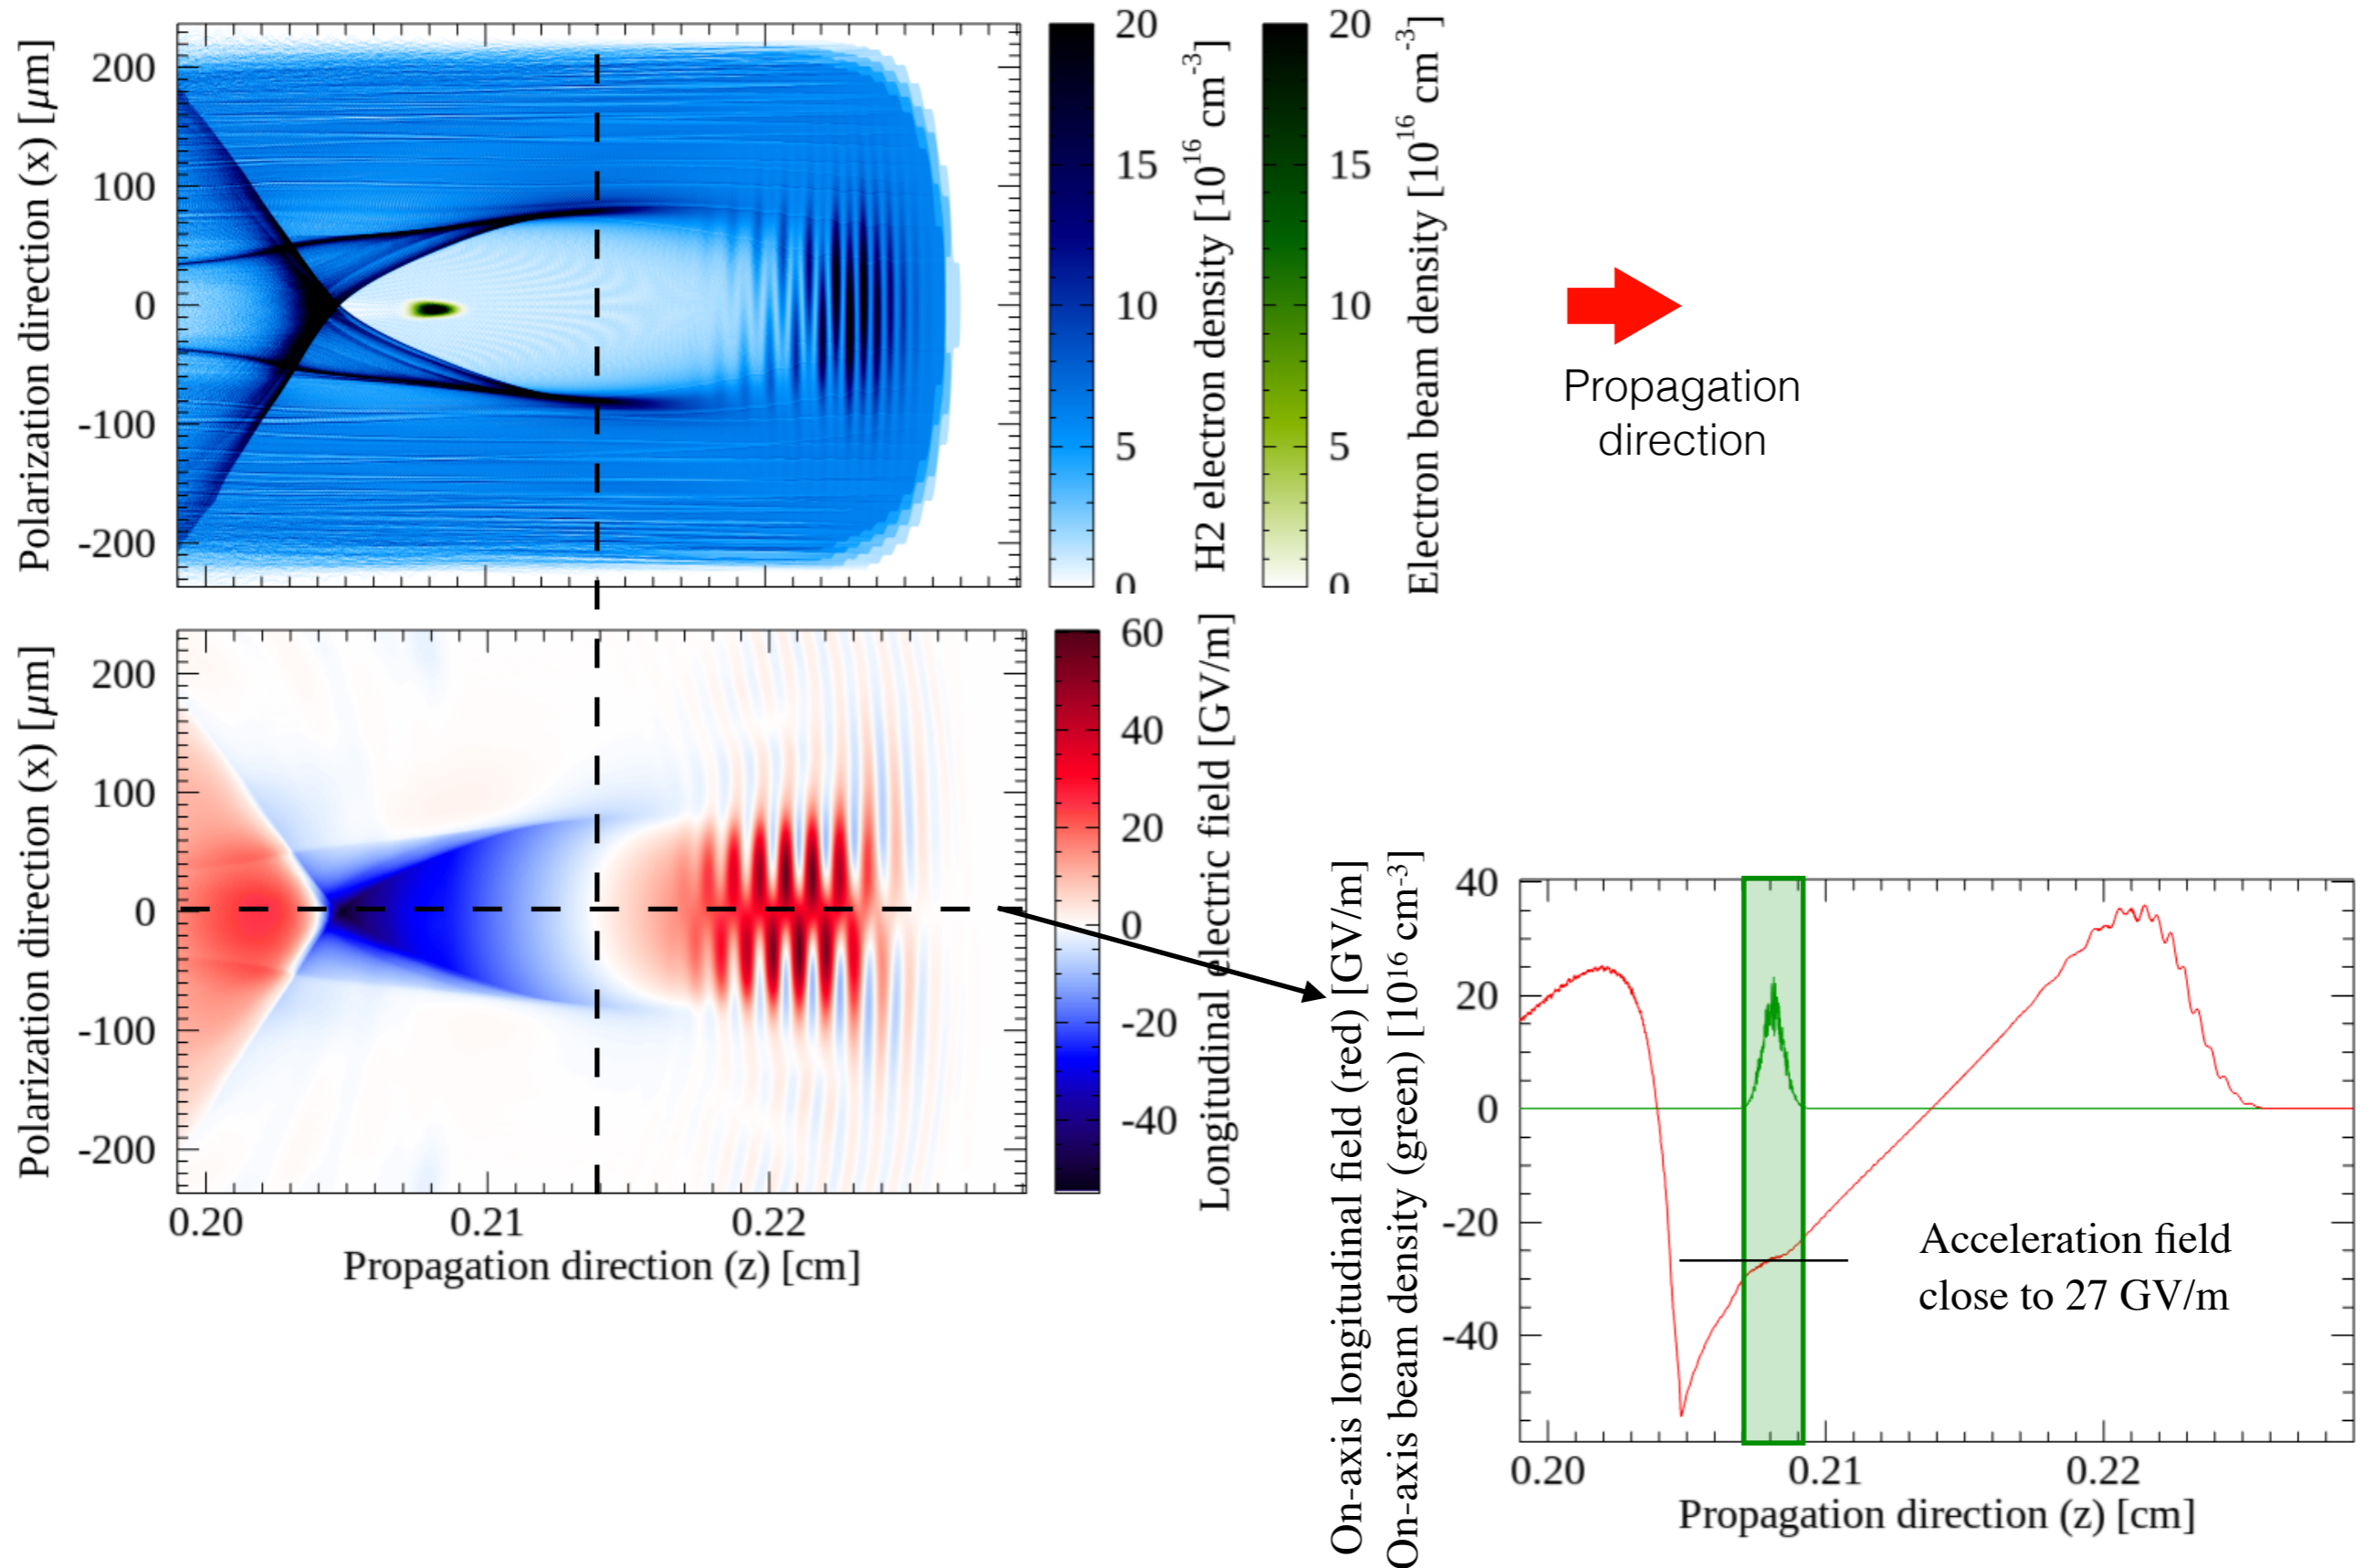 Polarization direction (x) [μm]
200
100
0
-100
-200
20
15
10
5
0
H2 electron density [10^16 cm^-3]
20
15
10
5
0
Electron beam density [10^16 cm^-3]
Propagation
direction
Polarization direction (x) [μm]
200
100
0
-100
-200
0.20
0.21
0.22
Propagation direction (z) [cm]
60
40
20
0
-20
-40
Longitudinal electric field [GV/m]
On-axis longitudinal field (red) [GV/m]
On-axis beam density (green) [10^16 cm^-3]
40
20
0
-20
-40
Acceleration field
close to 27 GV/m
0.20
0.21
0.22
Propagation direction (z) [cm]